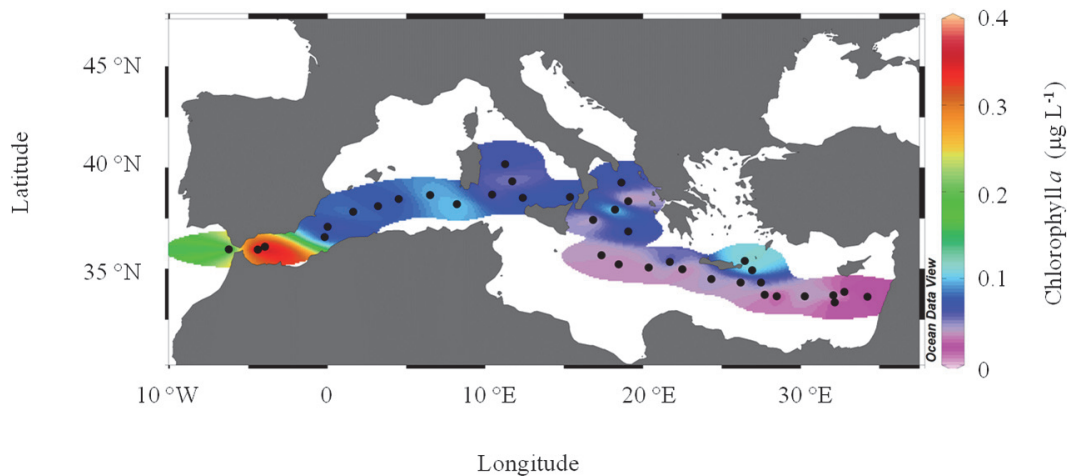 45 °N
40 °N
35 °N
Latitude
10 °W
0
10 °E
20 °E
30 °E
Longitude
Ocean Data View
0.4
0.3
0.2
0.1
0
Chlorophyll a (µg L⁻¹)